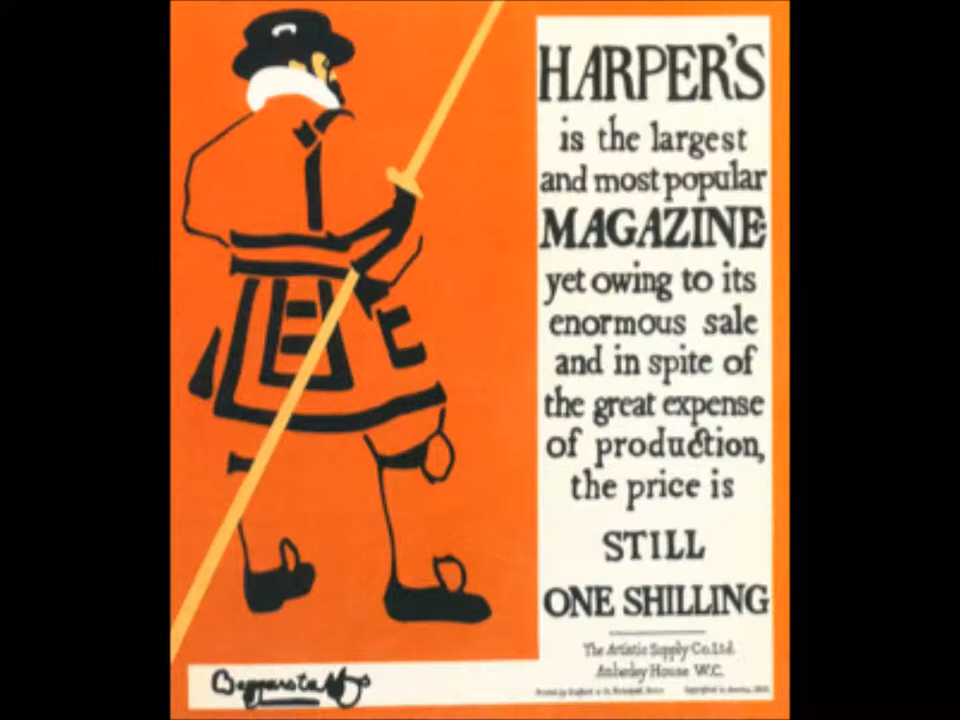 HARPER'S
is the largest
and most popular
MAGAZINE
yet owing to its
enormous sale
and in spite of
the great expense
of production,
the price is
STILL
ONE SHILLING
The Artistic Supply Co. Ltd.
Amberley House W.C.
Beggarstaffs